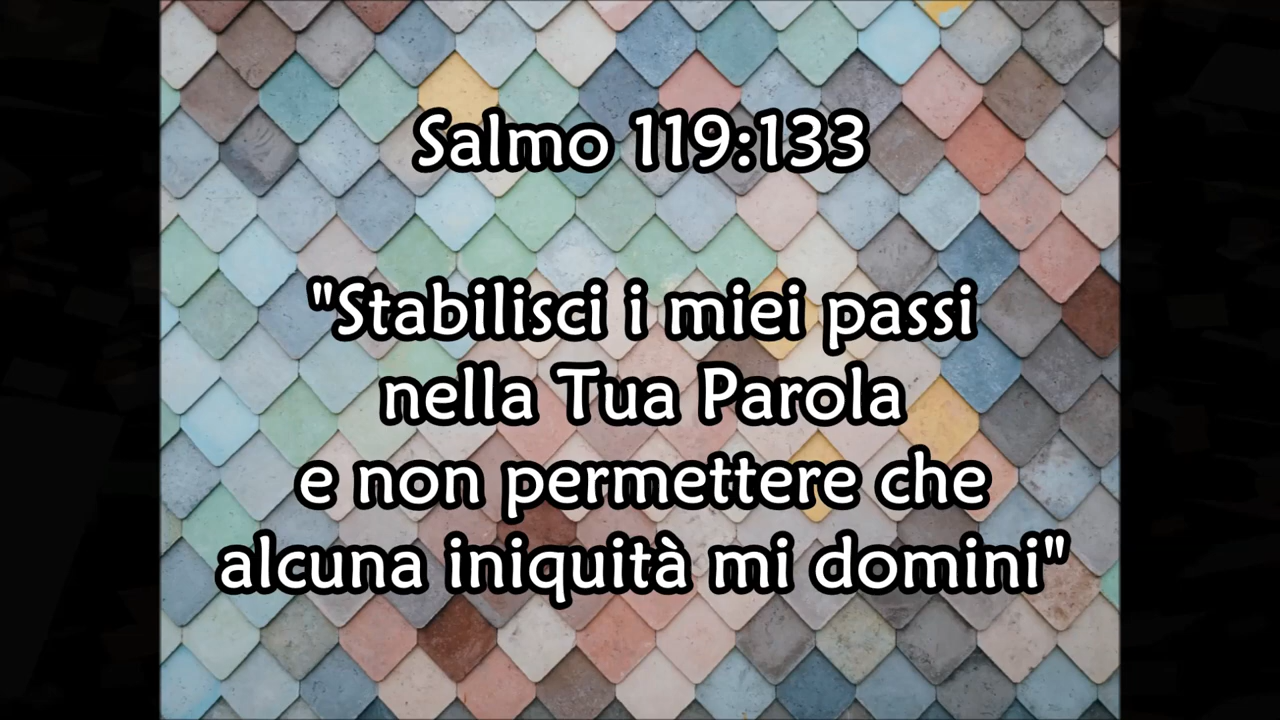 Salmo 119:133
"Stabilisci i miei passi
nella Tua Parola
e non permettere che
alcuna iniquità mi domini"